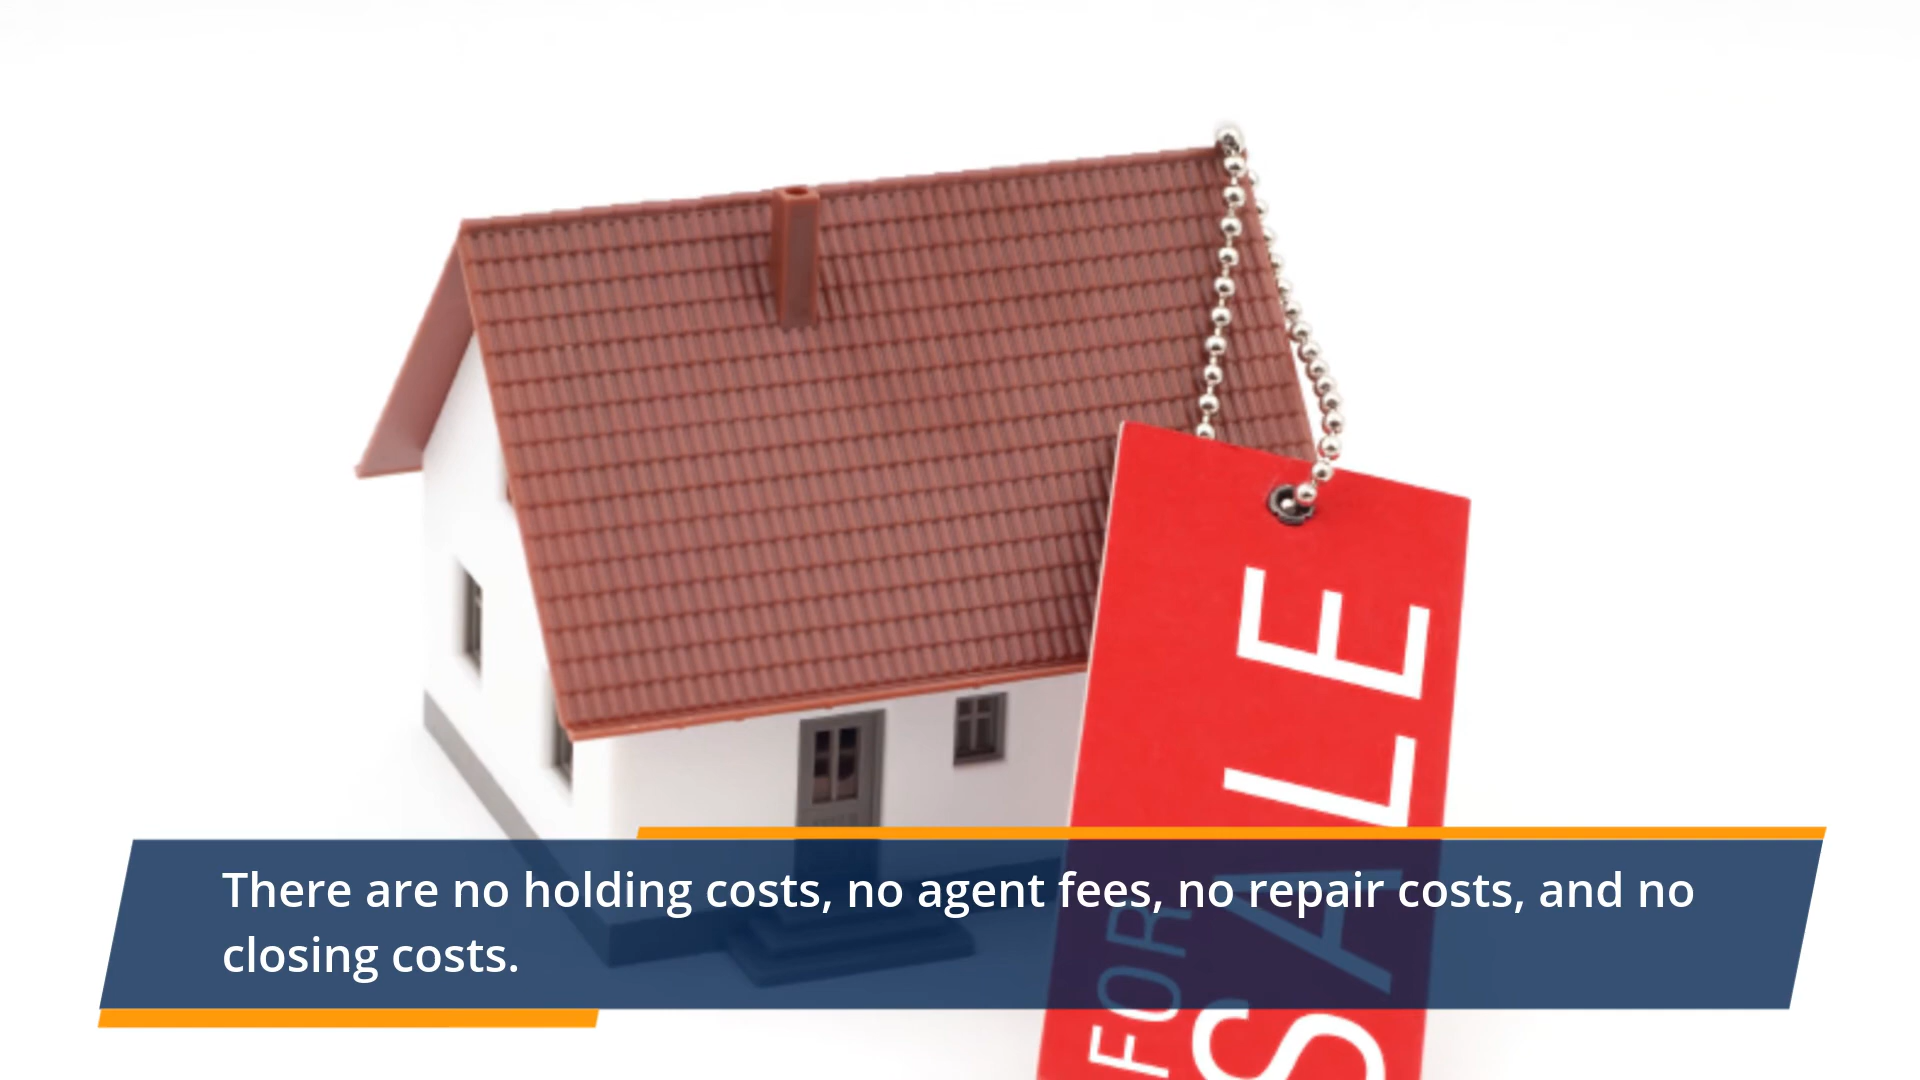 There are no holding costs, no agent fees, no repair costs, and no
closing costs.
FOR
SALE